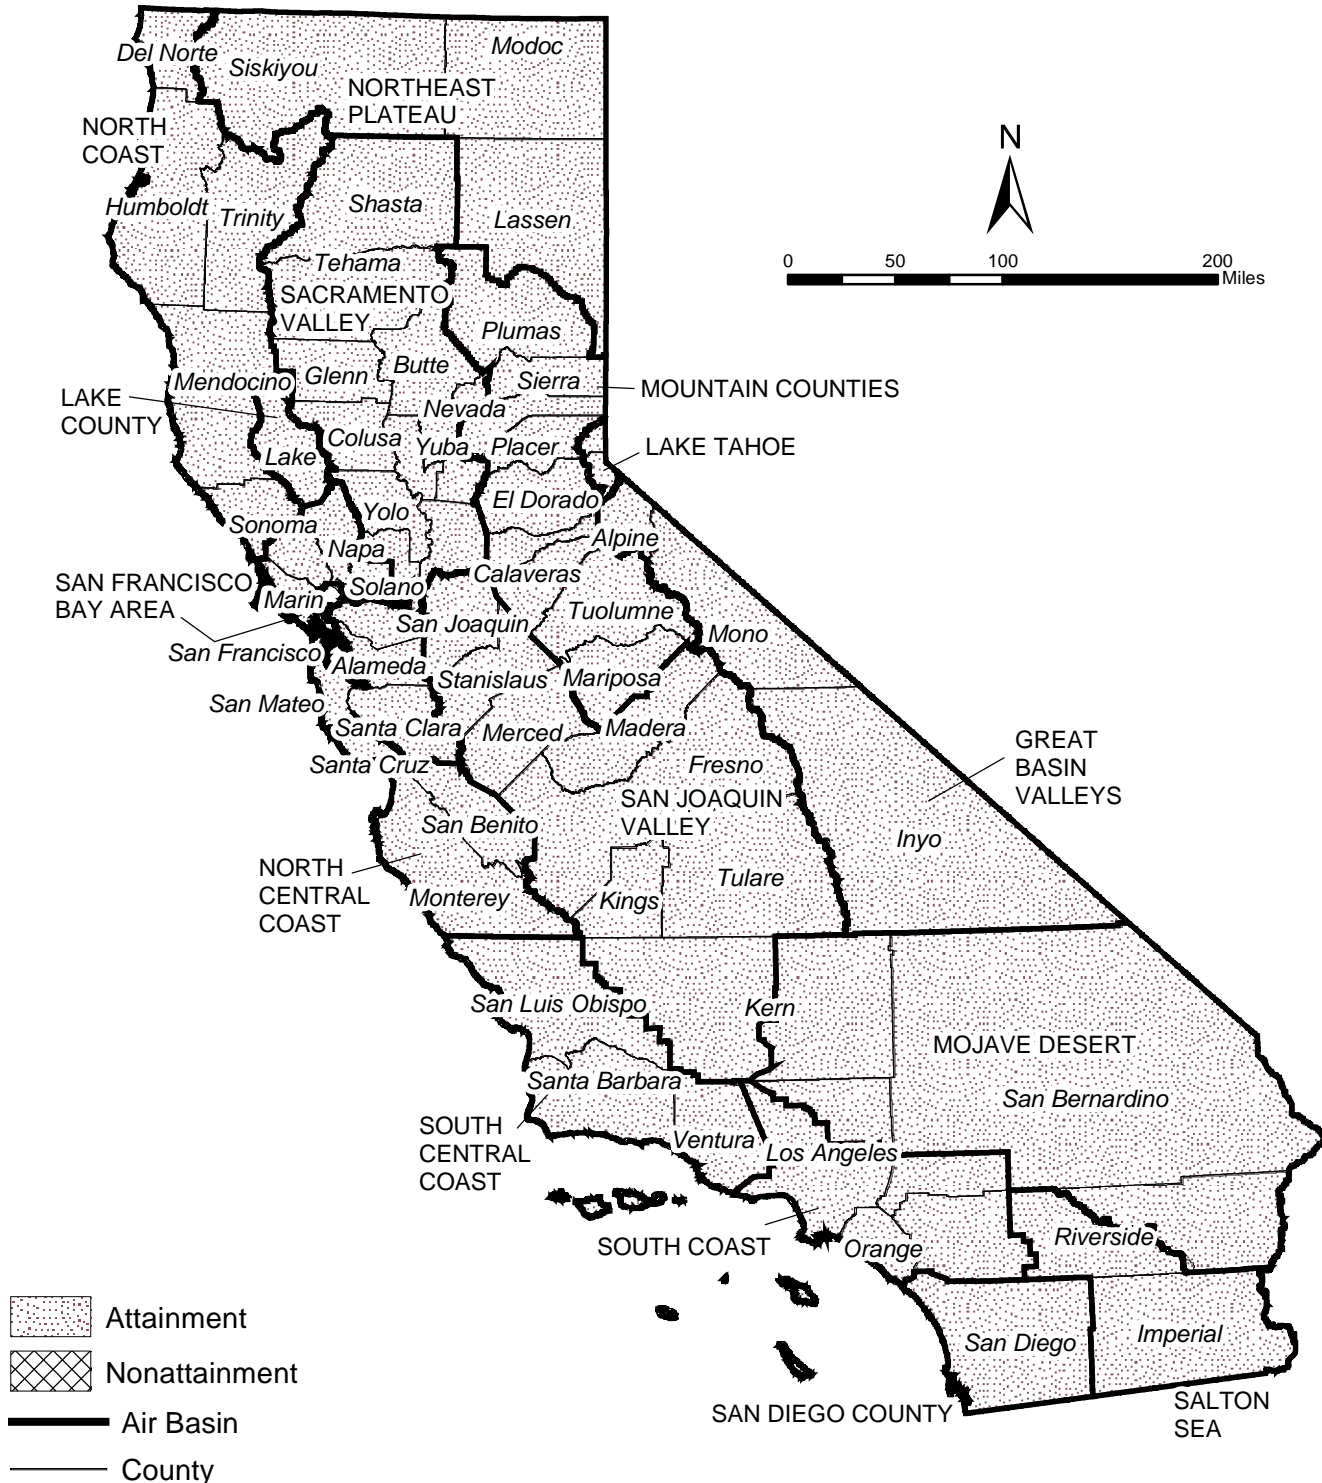 Del Norte
Siskiyou
Modoc
NORTHEAST
PLATEAU
NORTH
COAST
N
Humboldt
Trinity
Shasta
Lassen
0 50 100 200
Miles
Tehama
SACRAMENTO
VALLEY
Plumas
Mendocino
Glenn
Butte
Sierra
MOUNTAIN COUNTIES
LAKE
COUNTY
Nevada
Colusa
Yuba
Placer
LAKE TAHOE
Lake
El Dorado
Yolo
Sonoma
Napa
Alpine
SAN FRANCISCO
BAY AREA
Solano
Calaveras
Marin
San Joaquin
Tuolumne
Mono
San Francisco
Alameda
Stanislaus
Mariposa
San Mateo
Santa Clara
Merced
Madera
Santa Cruz
Fresno
GREAT
BASIN
VALLEYS
SAN JOAQUIN
VALLEY
San Benito
Inyo
NORTH
CENTRAL
COAST
Monterey
Kings
Tulare
San Luis Obispo
Kern
MOJAVE DESERT
Santa Barbara
San Bernardino
SOUTH
CENTRAL
COAST
Ventura
Los Angeles
SOUTH COAST
Orange
Riverside
San Diego
Imperial
SAN DIEGO COUNTY
SALTON
SEA
Attainment
Nonattainment
Air Basin
County